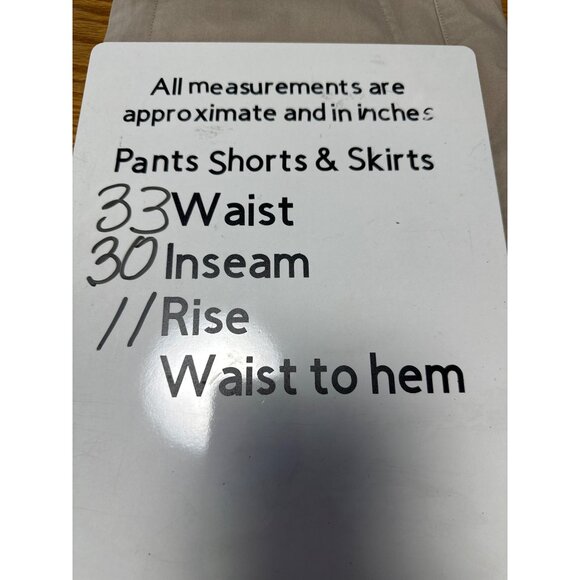 All measurements are
approximate and in inches
Pants Shorts & Skirts
33 Waist
30 Inseam
11 Rise
Waist to hem